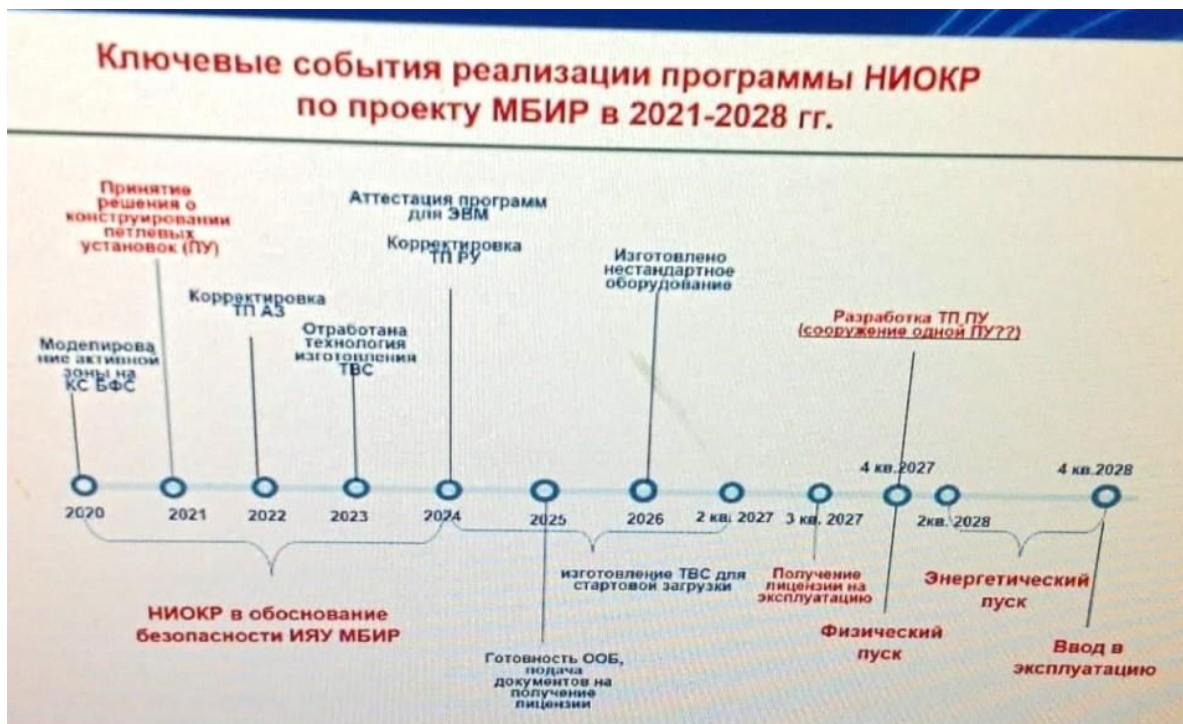 Ключевые события реализации программы НИОКР
по проекту МБИР в 2021-2028 гг.
Принятие
решения о
конструировании
петлевых
установок (ПУ)
Аттестация программ
для ЭВМ
Корректировка
ТП РУ
Изготовлено
нестандартное
оборудование
Корректировка
ТП АЗ
Разработка ТП ПУ
(сооружение одной ПУ??)
Моделирова
ние активной
зоны на
КС БФС
Отработана
технология
изготовления
ТВС
4 кв.2027
4 кв.2028
2020
2021
2022
2023
2024
2025
2026
2 кв. 2027
3 кв. 2027
2кв. 2028
изготовление ТВС для
стартовой загрузки
Получение
лицензии на
эксплуатацию
Энергетический
пуск
НИОКР в обоснование
безопасности ИЯУ МБИР
Физический
пуск
Ввод в
эксплуатацию
Готовность ООБ,
подача
документов на
получение
лицензии